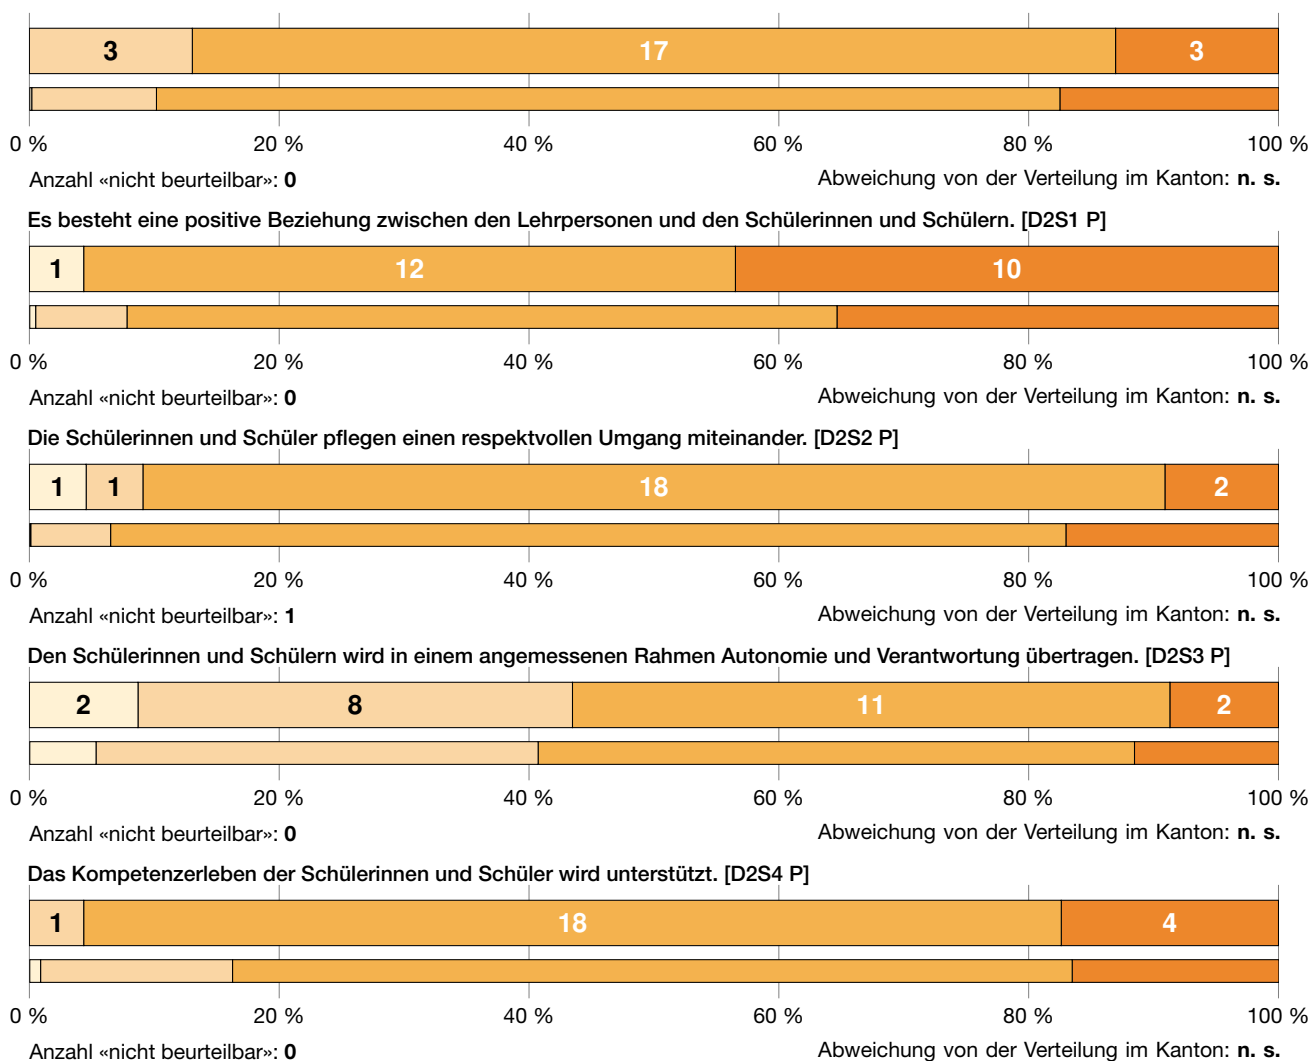 3 17 3
0 % 20 % 40 % 60 % 80 % 100 %
Anzahl «nicht beurteilbar»: 0 Abweichung von der Verteilung im Kanton: n. s.
Es besteht eine positive Beziehung zwischen den Lehrpersonen und den Schülerinnen und Schülern. [D2S1 P]
1 12 10
0 % 20 % 40 % 60 % 80 % 100 %
Anzahl «nicht beurteilbar»: 0 Abweichung von der Verteilung im Kanton: n. s.
Die Schülerinnen und Schüler pflegen einen respektvollen Umgang miteinander. [D2S2 P]
1 1 18 2
0 % 20 % 40 % 60 % 80 % 100 %
Anzahl «nicht beurteilbar»: 1 Abweichung von der Verteilung im Kanton: n. s.
Den Schülerinnen und Schülern wird in einem angemessenen Rahmen Autonomie und Verantwortung übertragen. [D2S3 P]
2 8 11 2
0 % 20 % 40 % 60 % 80 % 100 %
Anzahl «nicht beurteilbar»: 0 Abweichung von der Verteilung im Kanton: n. s.
Das Kompetenzerleben der Schülerinnen und Schüler wird unterstützt. [D2S4 P]
1 18 4
0 % 20 % 40 % 60 % 80 % 100 %
Anzahl «nicht beurteilbar»: 0 Abweichung von der Verteilung im Kanton: n. s.